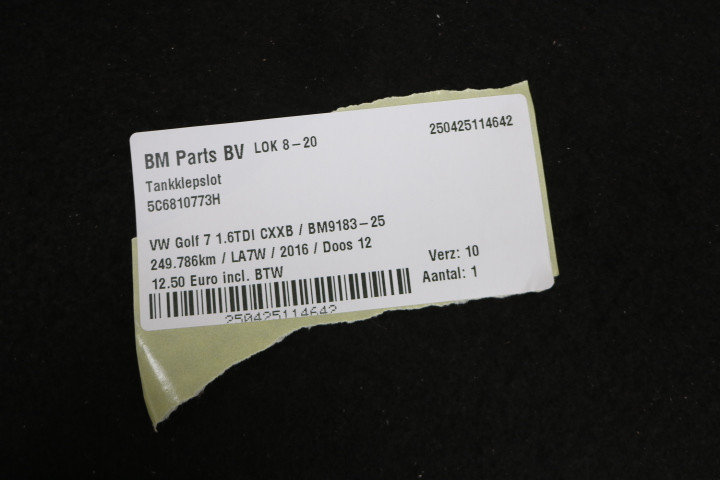 BM Parts BV LOK 8-20 250425114642
Tankklepslot
5C6810773H
VW Golf 7 1.6TDI CXXB / BM9183-25
249.786km / LA7W / 2016 / Doos 12
12.50 Euro incl. BTW
Verz: 10
Aantal: 1
250425114642